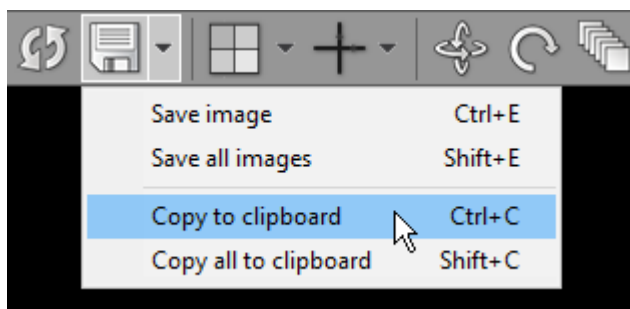 Save image Ctrl+E
Save all images Shift+E
Copy to clipboard Ctrl+C
Copy all to clipboard Shift+C